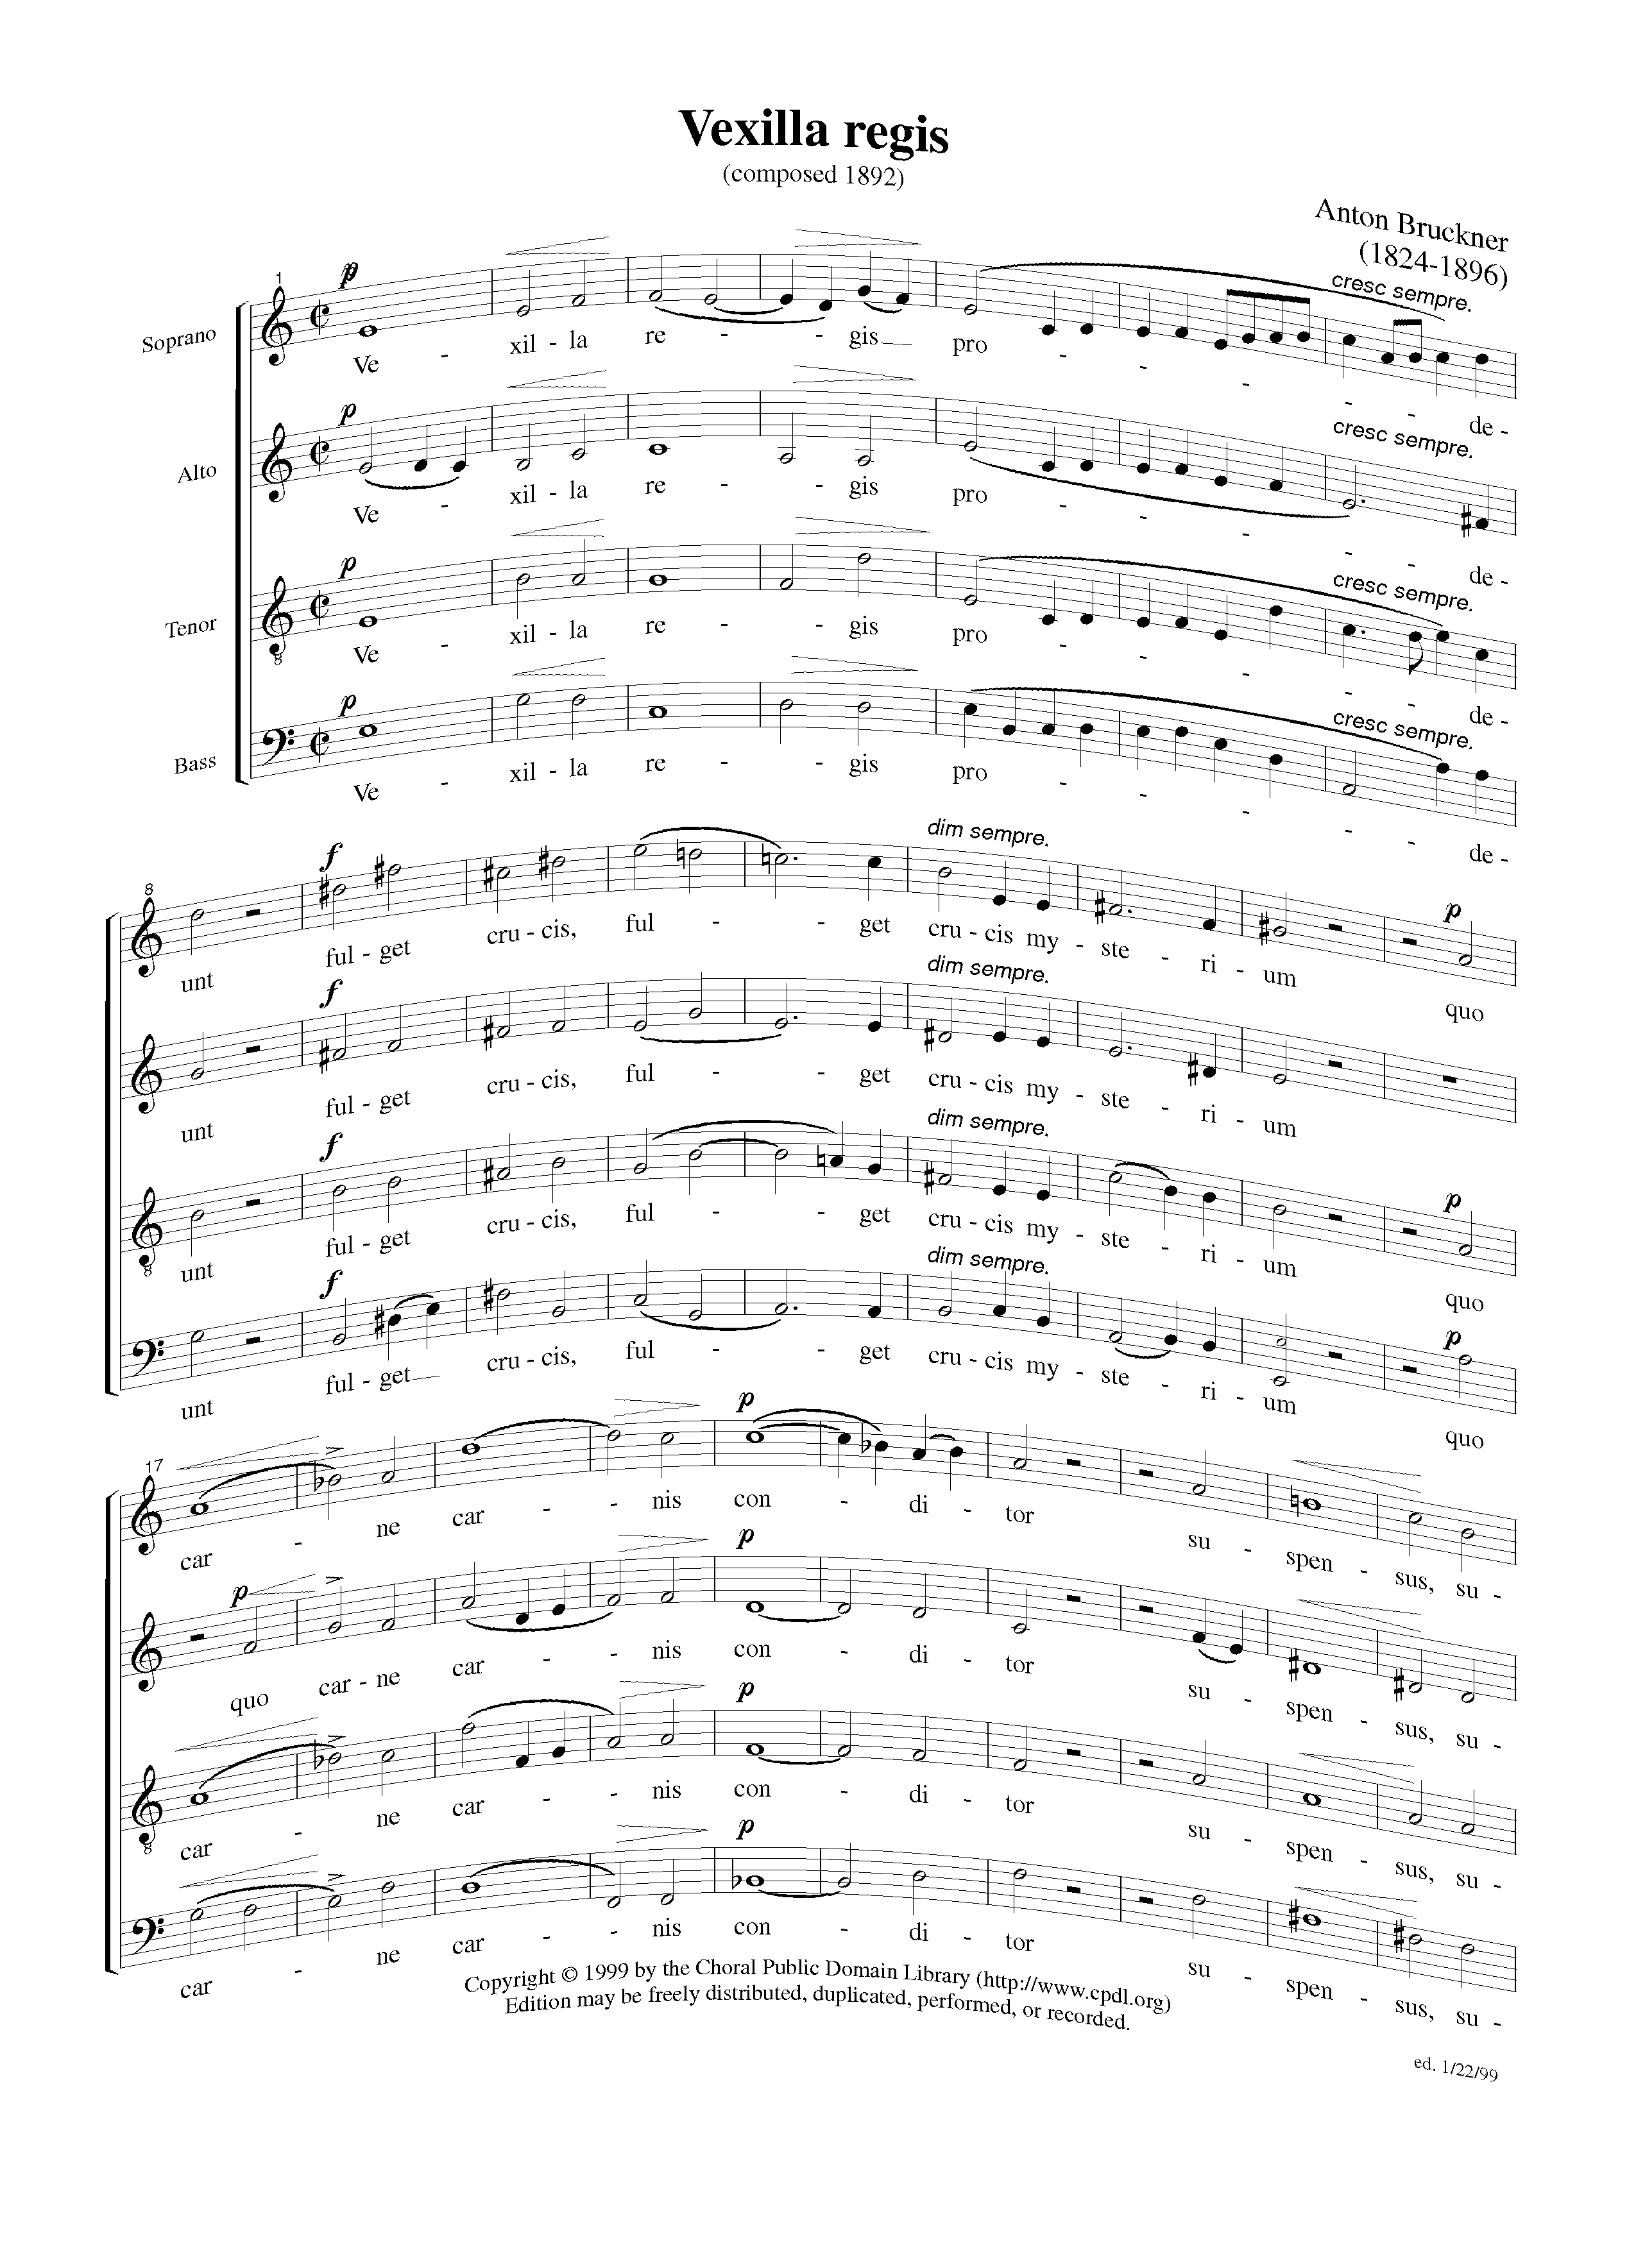 Vexilla regis
(composed 1892)
Anton Bruckner
(1824-1896)
1
p
cresc sempre.
Soprano
Ve - xil - la re - - gis pro - - - - - de -
p
cresc sempre.
Alto
Ve - xil - la re - - gis pro - - - - - de -
p
cresc sempre.
Tenor
8
Ve - xil - la re - - gis pro - - - - - de -
p
cresc sempre.
Bass
Ve - xil - la re - - gis pro - - - - - de -
8
f
dim sempre.
p
unt ful - get cru - cis, ful - - get cru - cis my - ste - ri - um quo
f
dim sempre.
unt ful - get cru - cis, ful - - get cru - cis my - ste - ri - um
f
dim sempre.
p
8
unt ful - get cru - cis, ful - - get cru - cis my - ste - ri - um quo
f
dim sempre.
p
unt ful - get cru - cis, ful - - get cru - cis my - ste - ri - um quo
17
p
car - ne car - - nis con - di - tor su - spen - sus, su -
p
p
quo car - ne car - - nis con - di - tor su - spen - sus, su -
p
8
car - ne car - - nis con - di - tor su - spen - sus, su -
p
car - ne car - - nis con - di - tor su - spen - sus, su -
Copyright © 1999 by the Choral Public Domain Library (http://www.cpdl.org)
Edition may be freely distributed, duplicated, performed, or recorded.
ed. 1/22/99